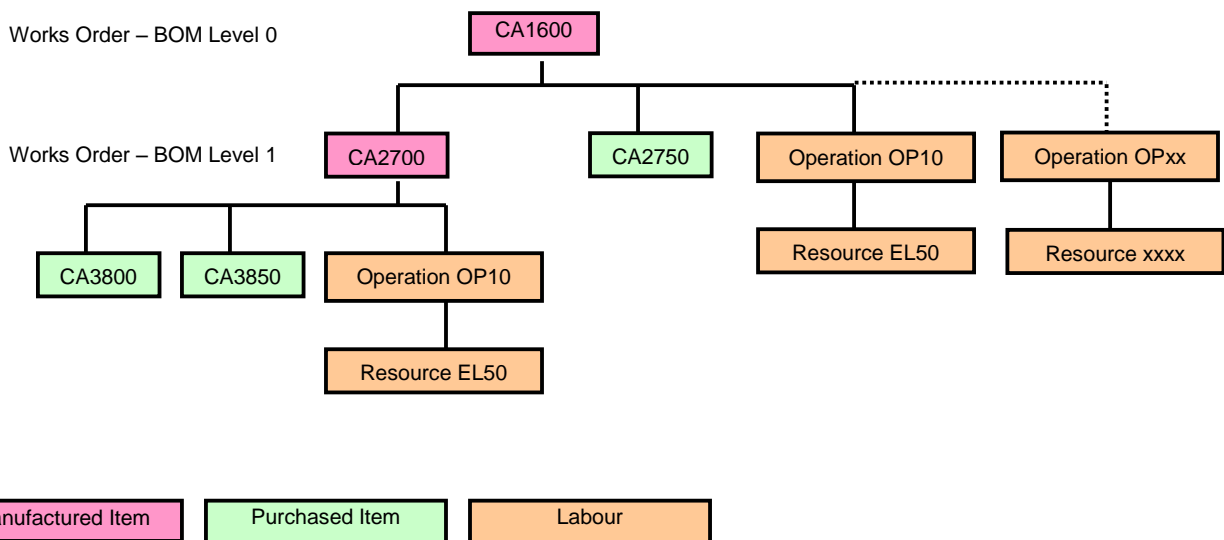 Works Order – BOM Level 0
CA1600
Works Order – BOM Level 1
CA2700
CA2750
Operation OP10
Operation OPxx
Resource EL50
Resource xxxx
CA3800
CA3850
Operation OP10
Resource EL50
anufactured Item
Purchased Item
Labour